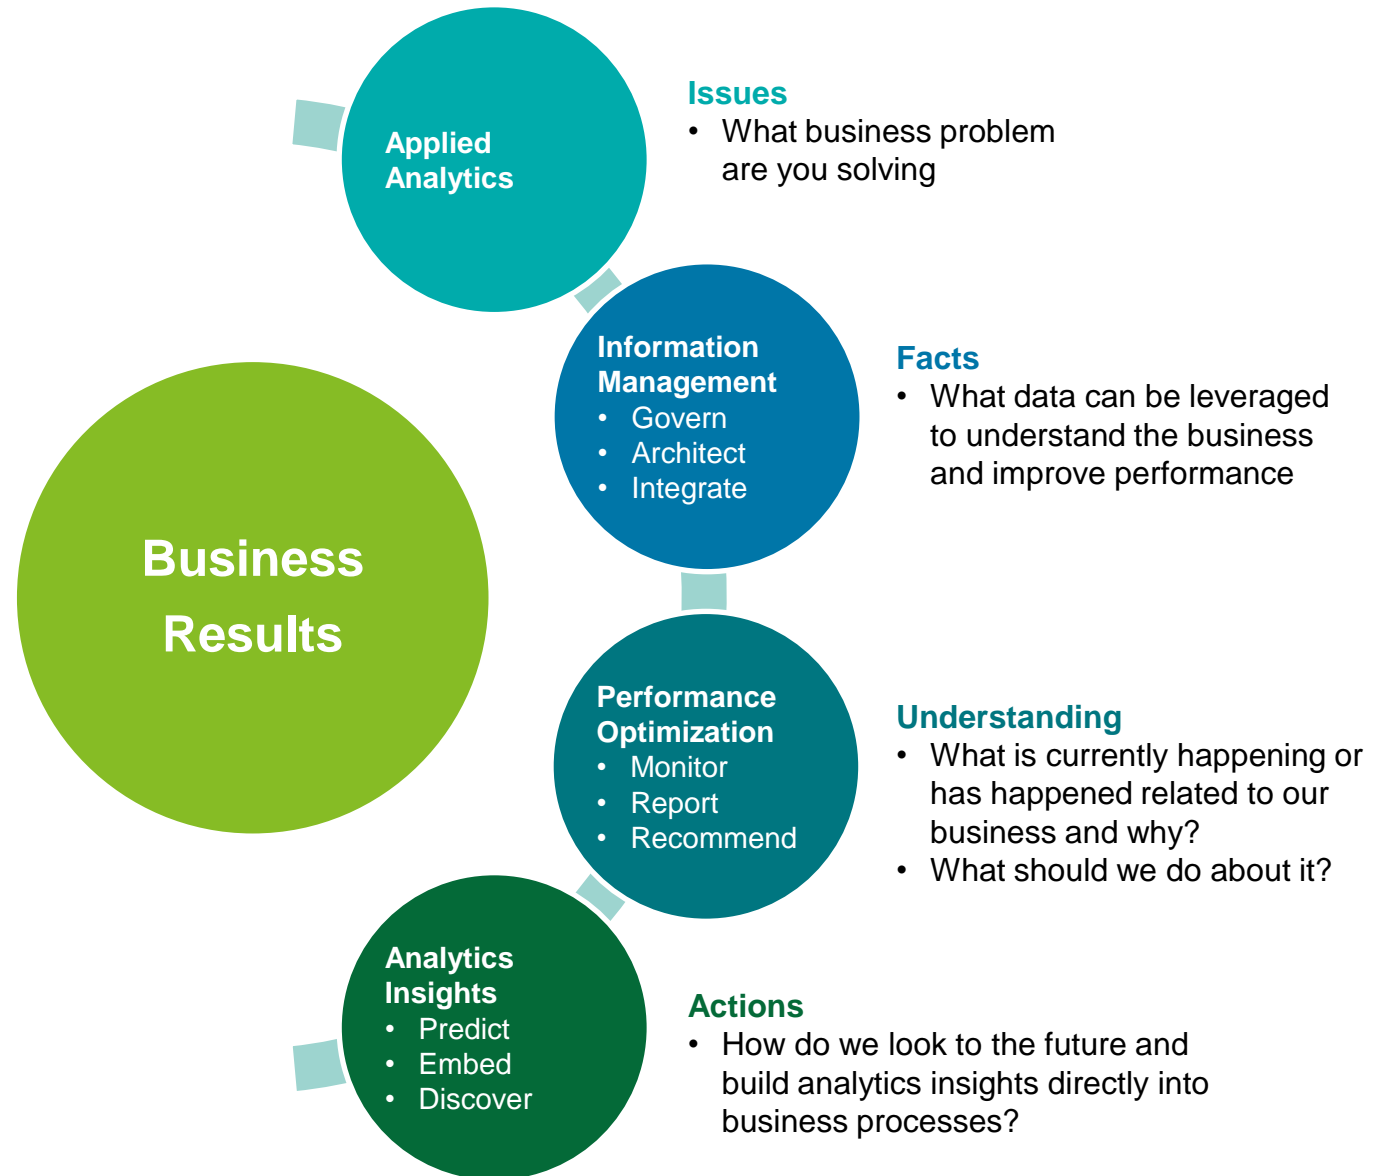 Applied
Analytics
Issues
• What business problem
are you solving
Information
Management
• Govern
• Architect
• Integrate
Facts
• What data can be leveraged
to understand the business
and improve performance
Business
Results
Performance
Optimization
• Monitor
• Report
• Recommend
Understanding
• What is currently happening or
has happened related to our
business and why?
• What should we do about it?
Analytics
Insights
• Predict
• Embed
• Discover
Actions
• How do we look to the future and
build analytics insights directly into
business processes?